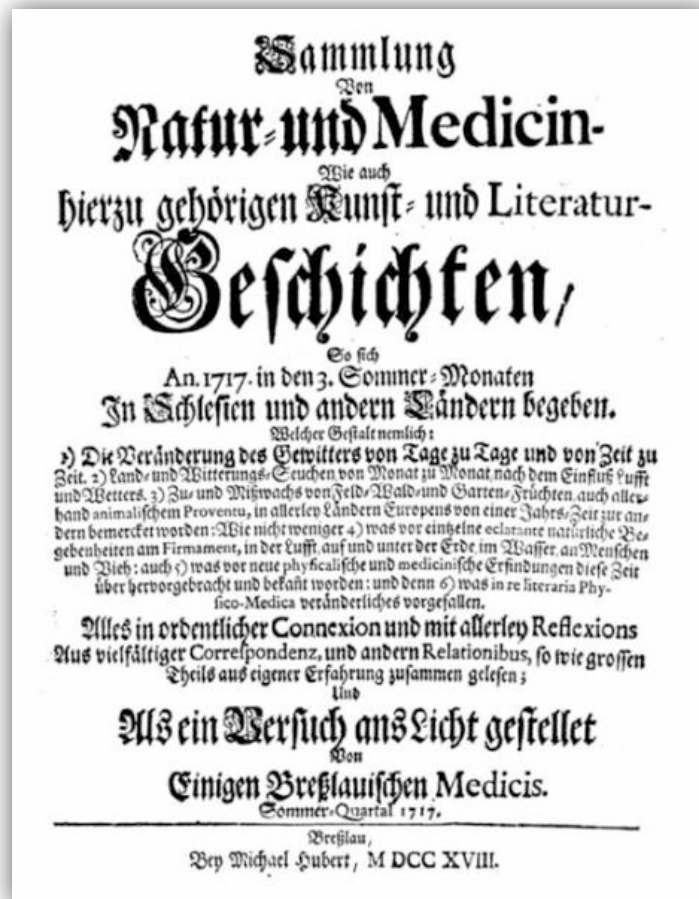 Sammlung
Von
Natur- und Medicin-
Wie auch
hierzu gehörigen Kunst- und Literatur-
Geschichten,
So sich
An. 1717. in den 3. Sommer-Monaten
In Schlesien und andern Ländern begeben.
Welcher Gestalt nemlich:
1) Die Veränderung des Gewitters von Tage zu Tage und von Zeit zu
Zeit. 2) Land- und Witterungs-Seuchen von Monat zu Monat nach dem Einfluß Lufft
und Wetters. 3) Zu- und Mißwachs von Feld- Wald- und Garten-Früchten auch aller-
hand animalischem Proventu, in allerley Ländern Europens von einer Jahrs-Zeit zur an-
dern bemercket worden: Wie nicht weniger 4) was vor eintzelne eclatante natürliche Be-
gebenheiten am Firmament, in der Lufft, auf und unter der Erde, im Wasser, an Menschen
und Vieh: auch 5) was vor neue physicalische und medicinische Erfindungen diese Zeit
über hervorgebracht und bekañt worden: und denn 6) was in re literaria Phy-
sico-Medica veränderliches vorgefallen.
Alles in ordentlicher Connexion und mit allerley Reflexions
Aus vielfältiger Correspondenz, und andern Relationibus, so wie grossen
Theils aus eigener Erfahrung zusammen gelesen;
Und
Als ein Versuch ans Licht gestellet
Von
Einigen Breßlauischen Medicis.
Sommer-Quartal 1717.
Breßlau,
Bey Michael Hubert, M DCC XVIII.